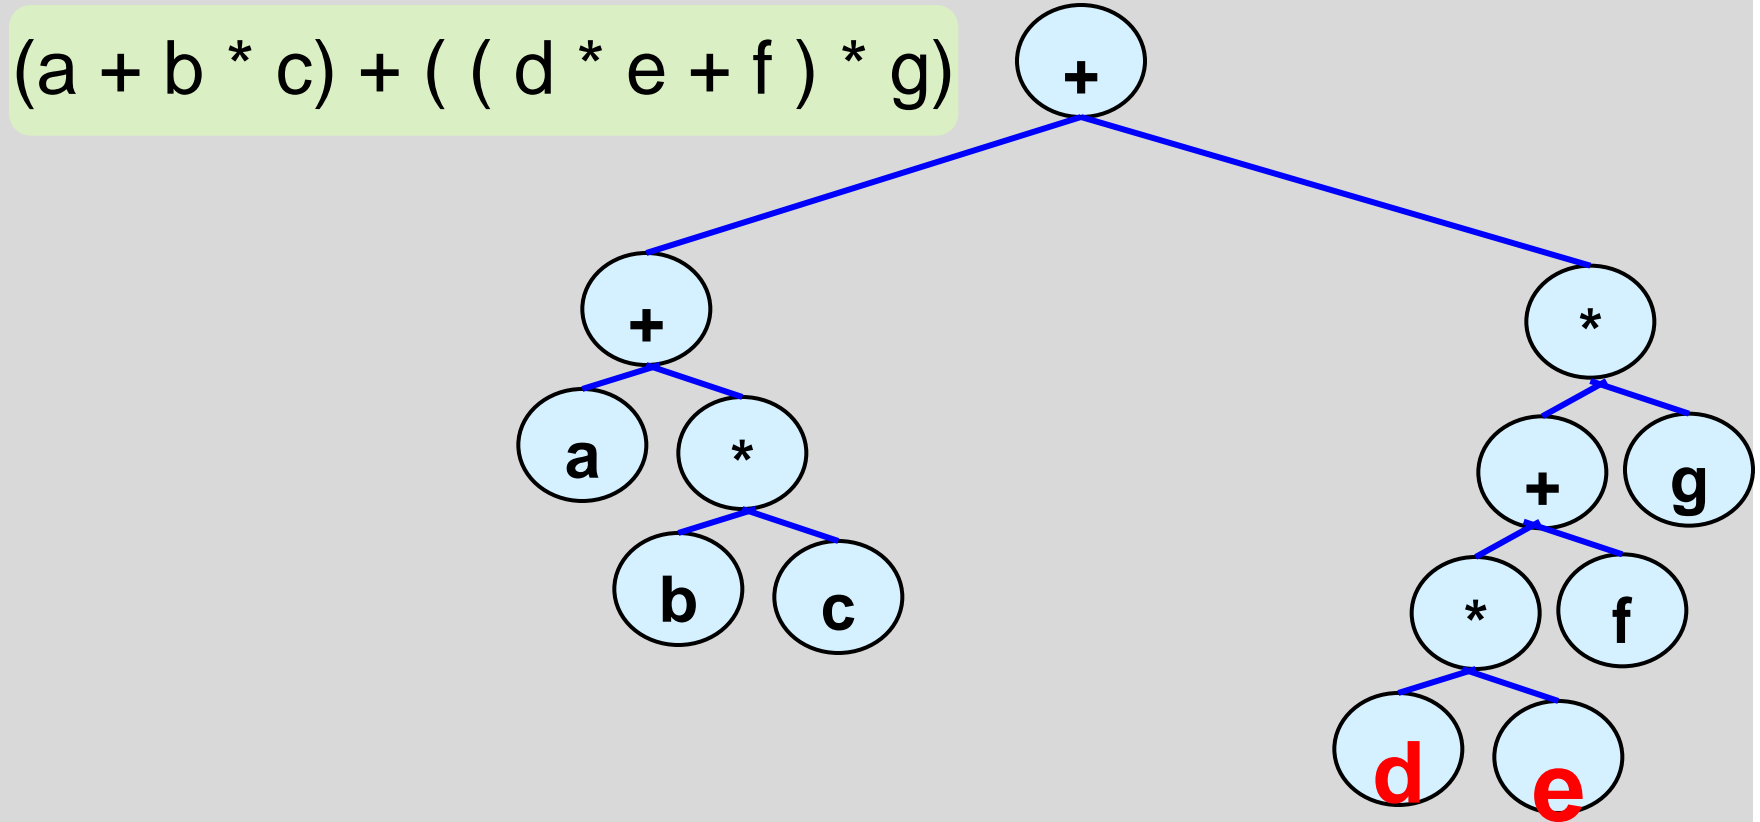 (a + b * c) + ( ( d * e + f ) * g)
+
+
*
a
*
+
g
b
c
*
f
d
e